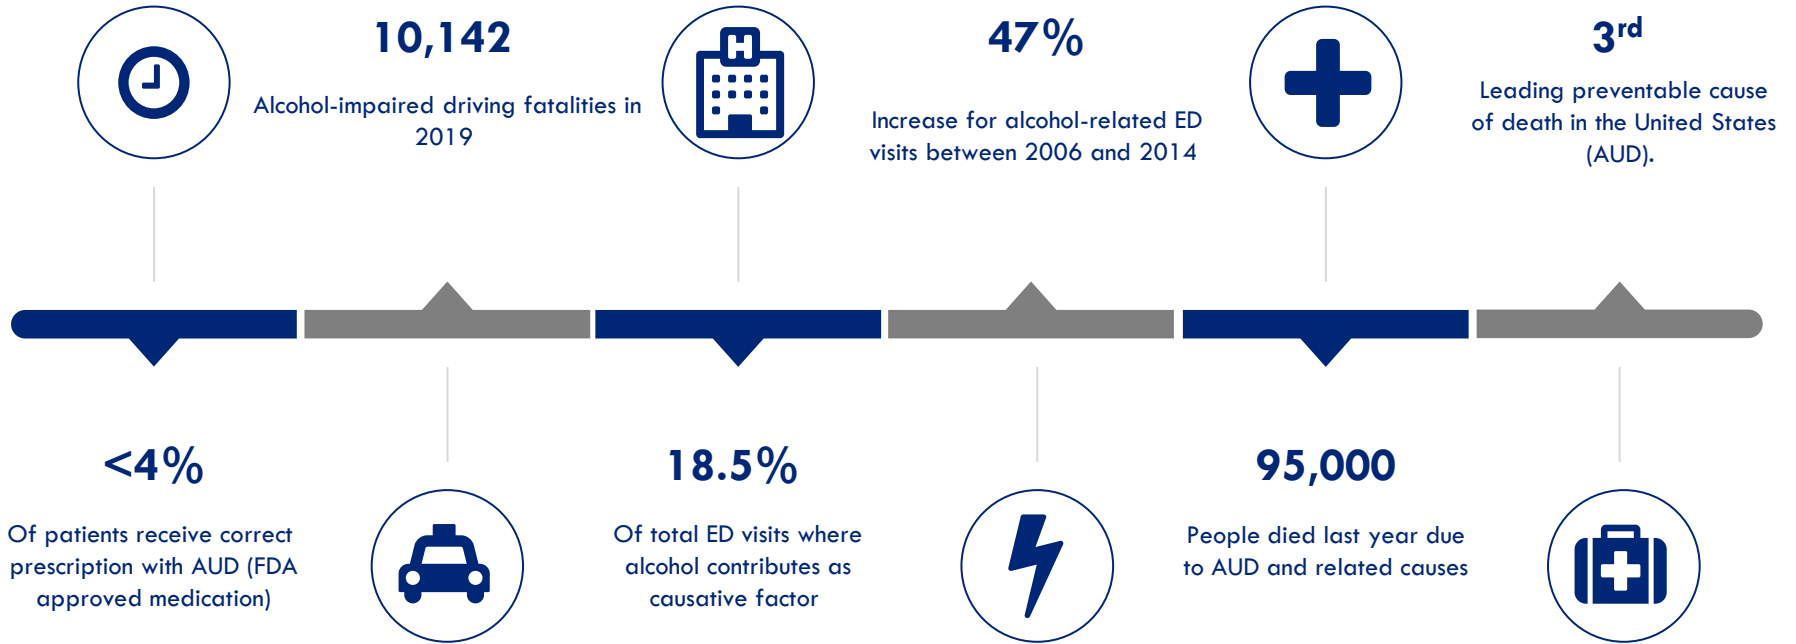 10,142
Alcohol-impaired driving fatalities in
2019
H
47%
Increase for alcohol-related ED
visits between 2006 and 2014
3rd
Leading preventable cause
of death in the United States
(AUD).
<4%
Of patients receive correct
prescription with AUD (FDA
approved medication)
18.5%
Of total ED visits where
alcohol contributes as
causative factor
95,000
People died last year due
to AUD and related causes